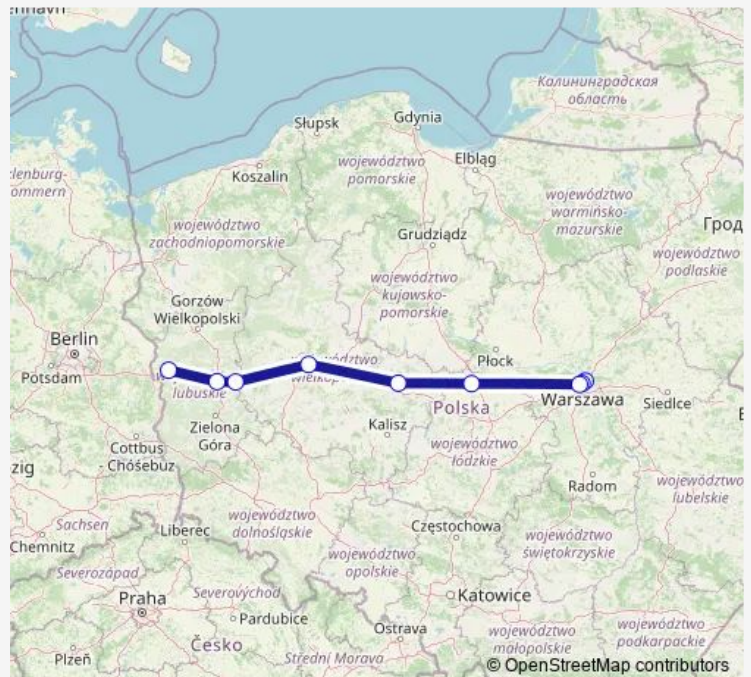 Калининградская
область
Gdynia
Słupsk
Elbląg
Koszalin
województwo
pomorskie
województwo
warmińsko-
mazurskie
Grudziądz
województwo
zachodniopomorskie
Грод
województwo
podlaskie
województwo
kujawsko-
pomorskie
Gorzów
Wielkopolski
Berlin
Potsdam
Płock
lubuskie
Warszawa
Siedlce
Polska
Zielona
Góra
Kalisz
województwo
łódzkie
Cottbus
- Chóśebuz
Radom
województwo
lubelskie
Sachsen
Chemnitz
Liberec
województwo
dolnośląskie
Częstochowa
województwo
świętokrzyskie
województwo
opolskie
Severozápad
Severovýchod
Praha
Pardubice
Katowice
Ostrava
województwo
małopolskie
województwo
podkarpackie
Česko
Plzeň
Strední Morava
© OpenStreetMap contributors